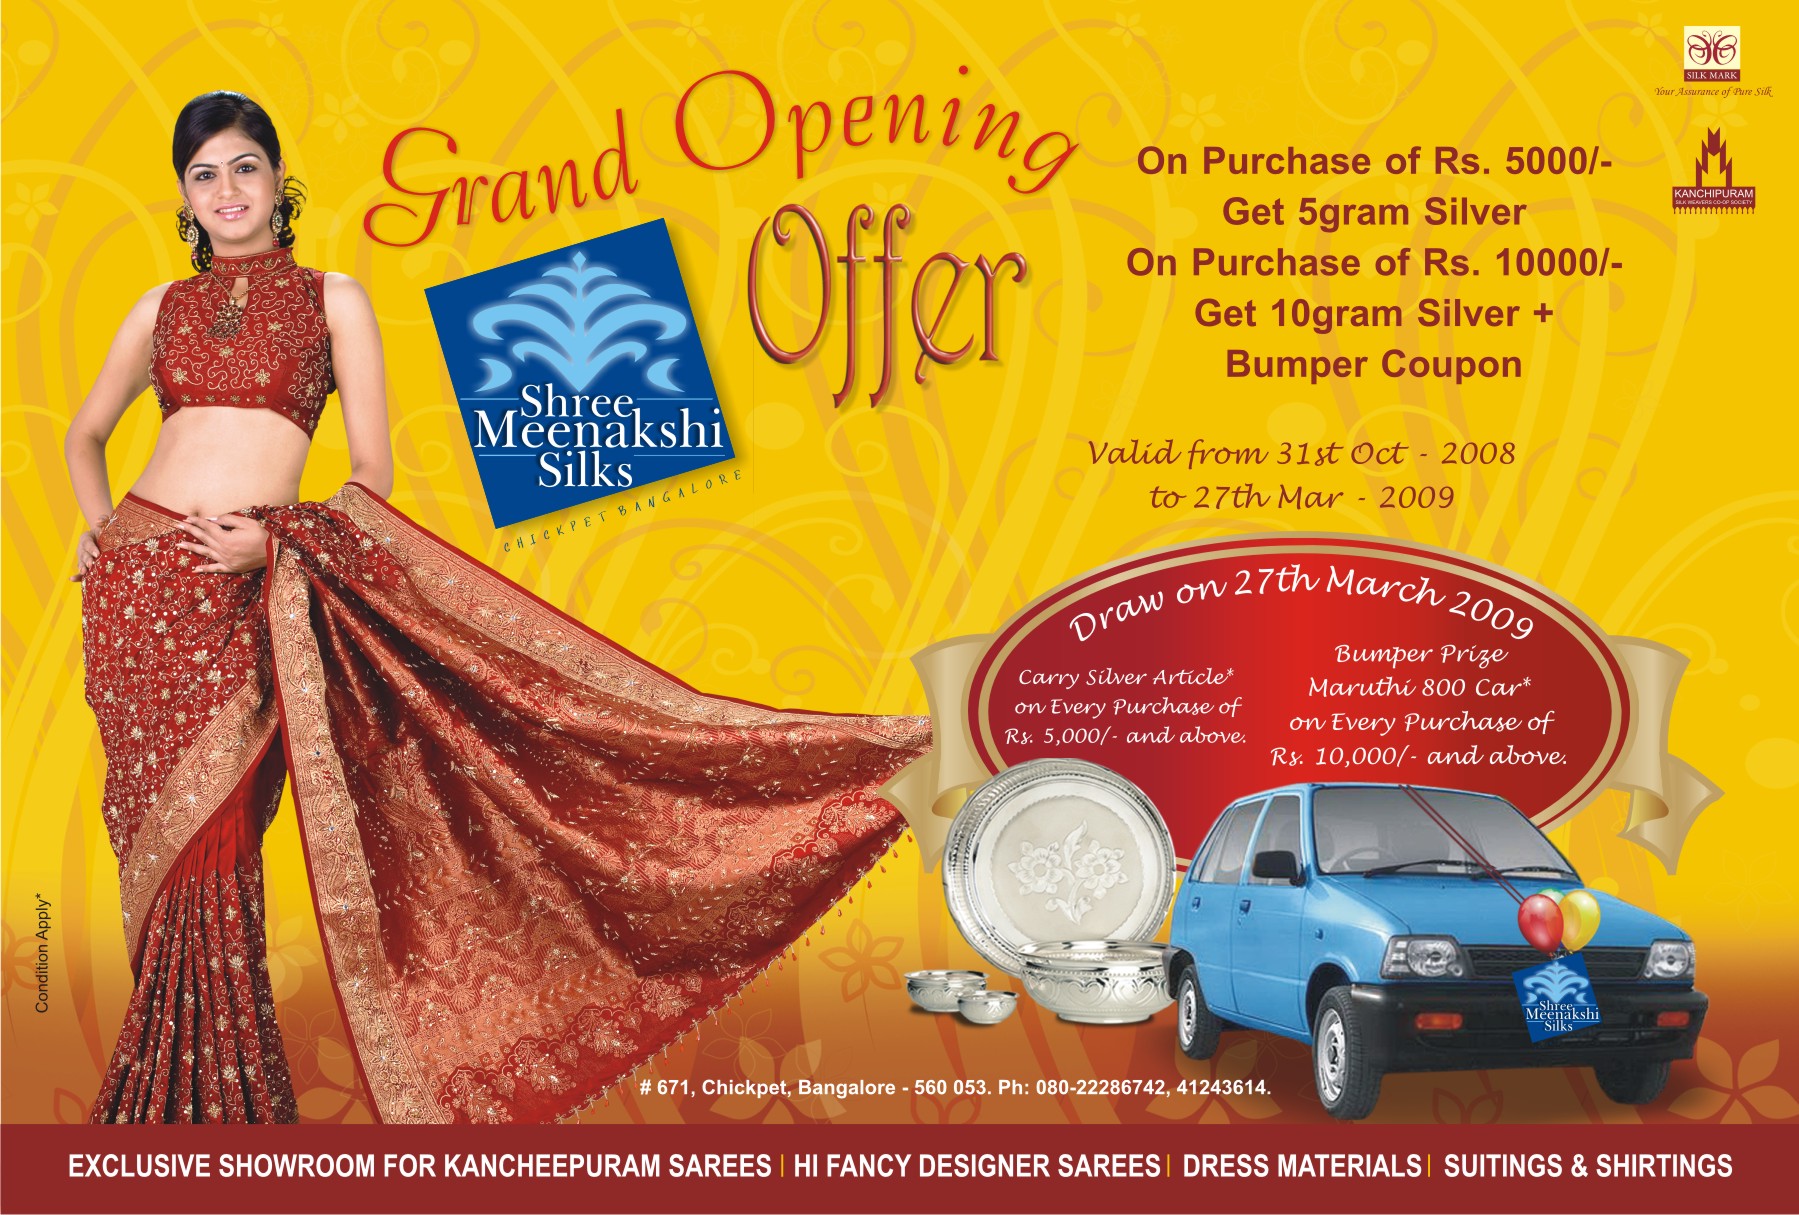 Grand Opening
Offer
Shree
Meenakshi
Silks
CHICKPET BANGALORE
SILK MARK
Your Assurance of Pure Silk
KANCHIPURAM
SILK WEAVERS CO-OP SOCIETY
On Purchase of Rs. 5000/-
Get 5gram Silver
On Purchase of Rs. 10000/-
Get 10gram Silver +
Bumper Coupon
Valid from 31st Oct - 2008
to 27th Mar - 2009
Draw on 27th March 2009
Carry Silver Article*
on Every Purchase of
Rs. 5,000/- and above.
Bumper Prize
Maruthi 800 Car*
on Every Purchase of
Rs. 10,000/- and above.
Shree
Meenakshi
Silks
Condition Apply*
# 671, Chickpet, Bangalore - 560 053. Ph: 080-22286742, 41243614.
EXCLUSIVE SHOWROOM FOR KANCHEEPURAM SAREES | HI FANCY DESIGNER SAREES | DRESS MATERIALS | SUITINGS & SHIRTINGS